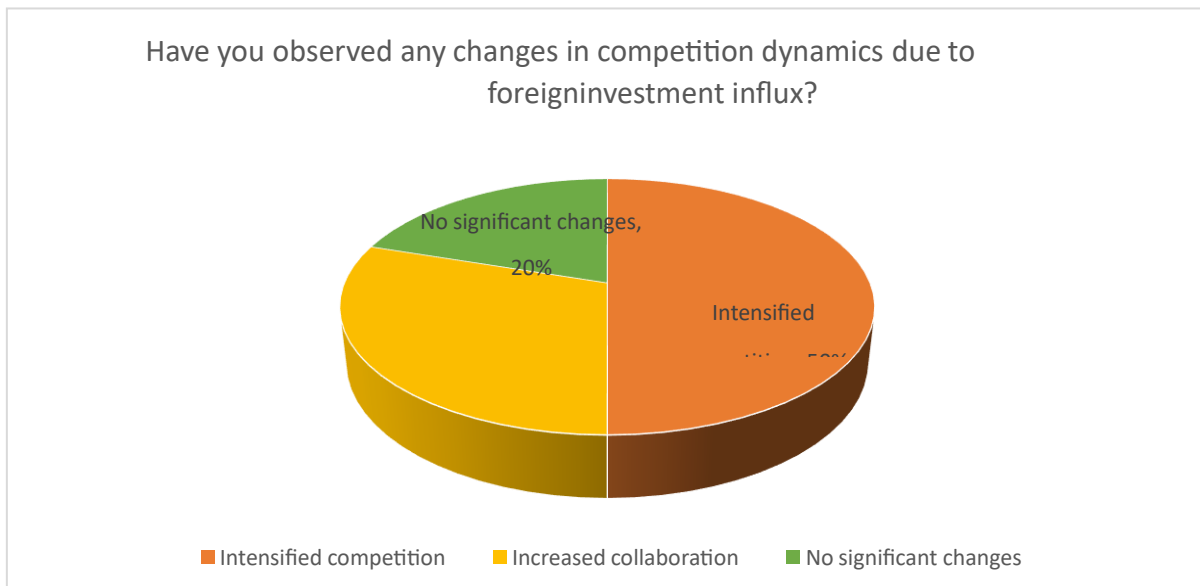 Have you observed any changes in competition dynamics due to
foreigninvestment influx?
No significant changes,
20%
Intensified
50%
Intensified competition
Increased collaboration
No significant changes